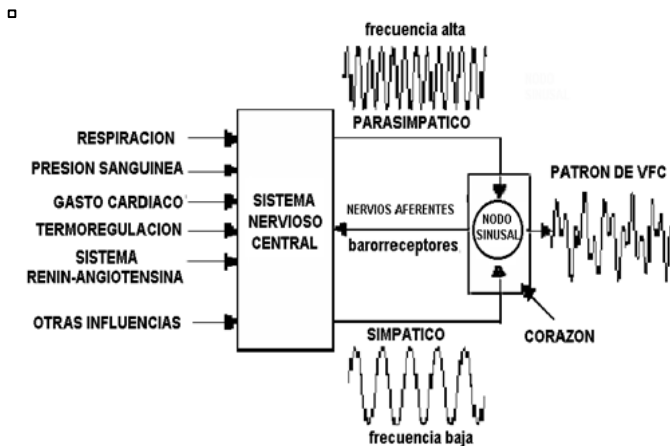 frecuencia alta
PARASIMPATICO
RESPIRACION
PRESION SANGUINEA
GASTO CARDIACO
TERMOREGULACION
SISTEMA
RENIN-ANGIOTENSINA
OTRAS INFLUENCIAS
SISTEMA
NERVIOSO
CENTRAL
NERVIOS AFERENTES
barorreceptores
NODO
SINUSAL
PATRON DE VFC
CORAZON
SIMPATICO
frecuencia baja